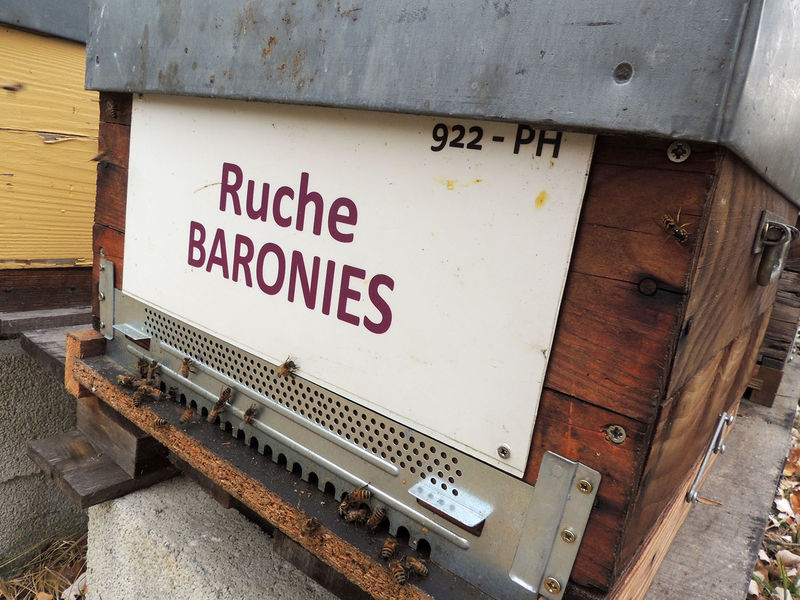 922 - PH
Ruche
BARONIES